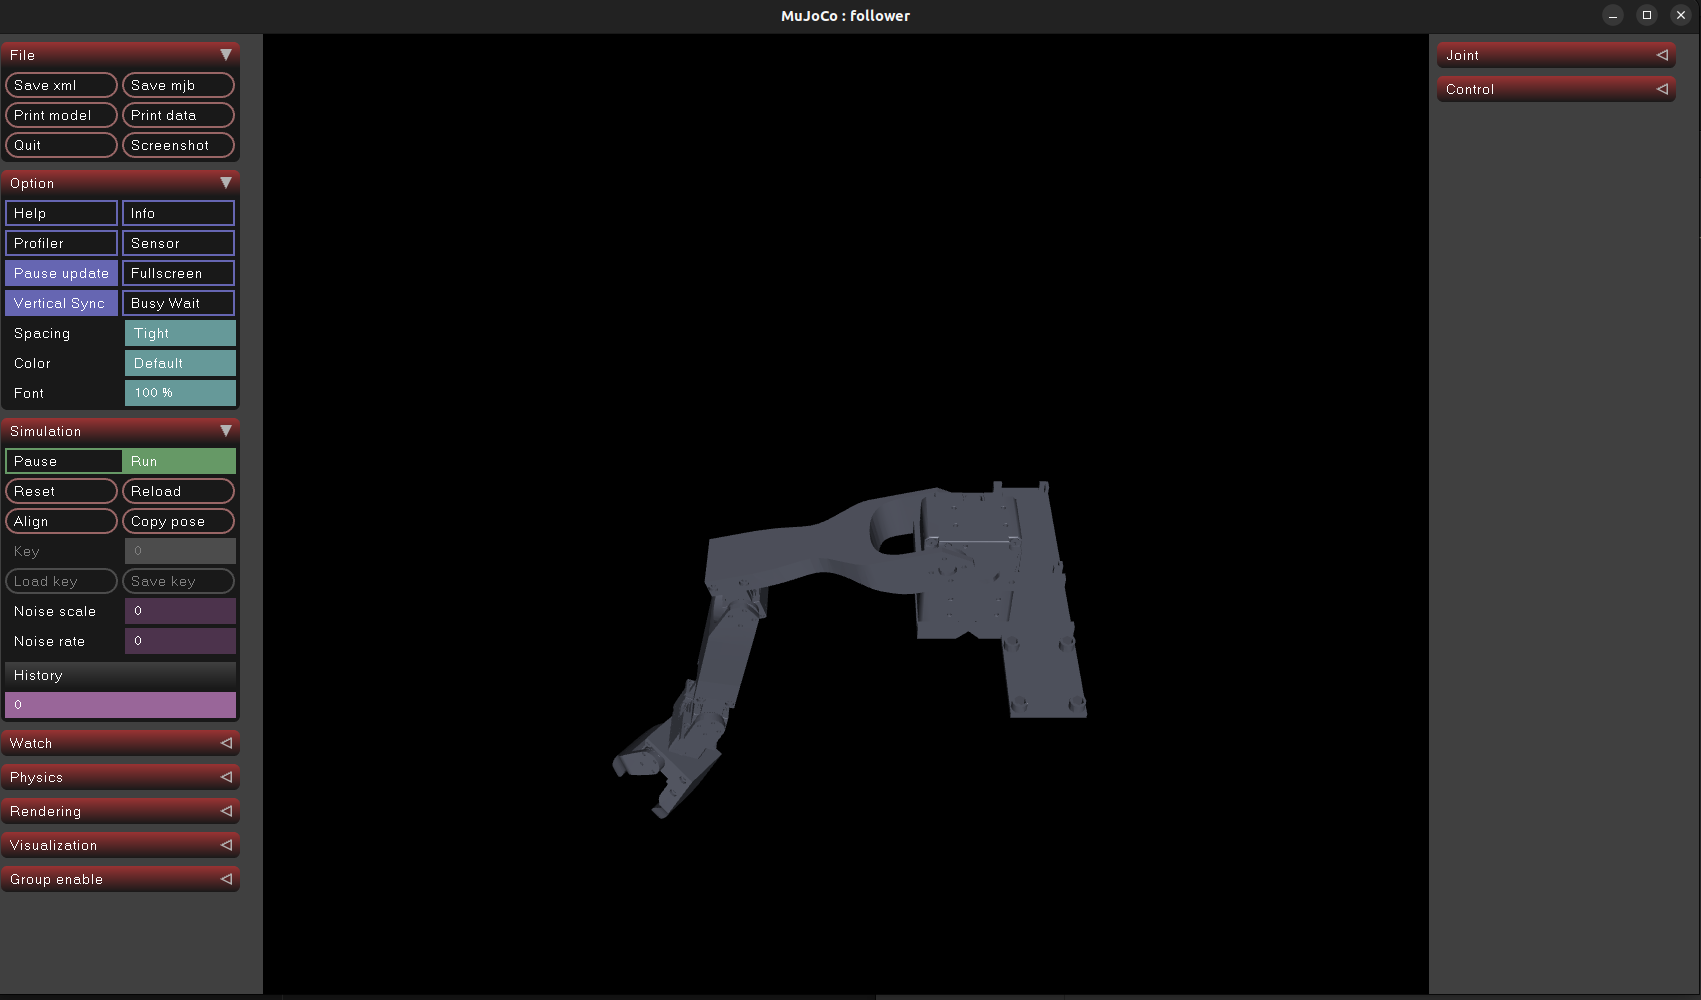 MuJoCo : follower
File
Save xml
Save mjb
Print model
Print data
Quit
Screenshot
Option
Help
Info
Profiler
Sensor
Pause update
Fullscreen
Vertical Sync
Busy Wait
Spacing
Tight
Color
Default
Font
100 %
Simulation
Pause
Run
Reset
Reload
Align
Copy pose
Key
0
Load key
Save key
Noise scale
0
Noise rate
0
History
0
Watch
Physics
Rendering
Visualization
Group enable
Joint
Control